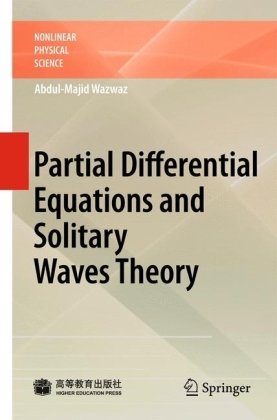 NONLINEAR
PHYSICAL
SCIENCE
Abdul-Majid Wazwaz
Partial Differential
Equations and
Solitary
Waves Theory
高等教育出版社
HIGHER EDUCATION PRESS
Springer